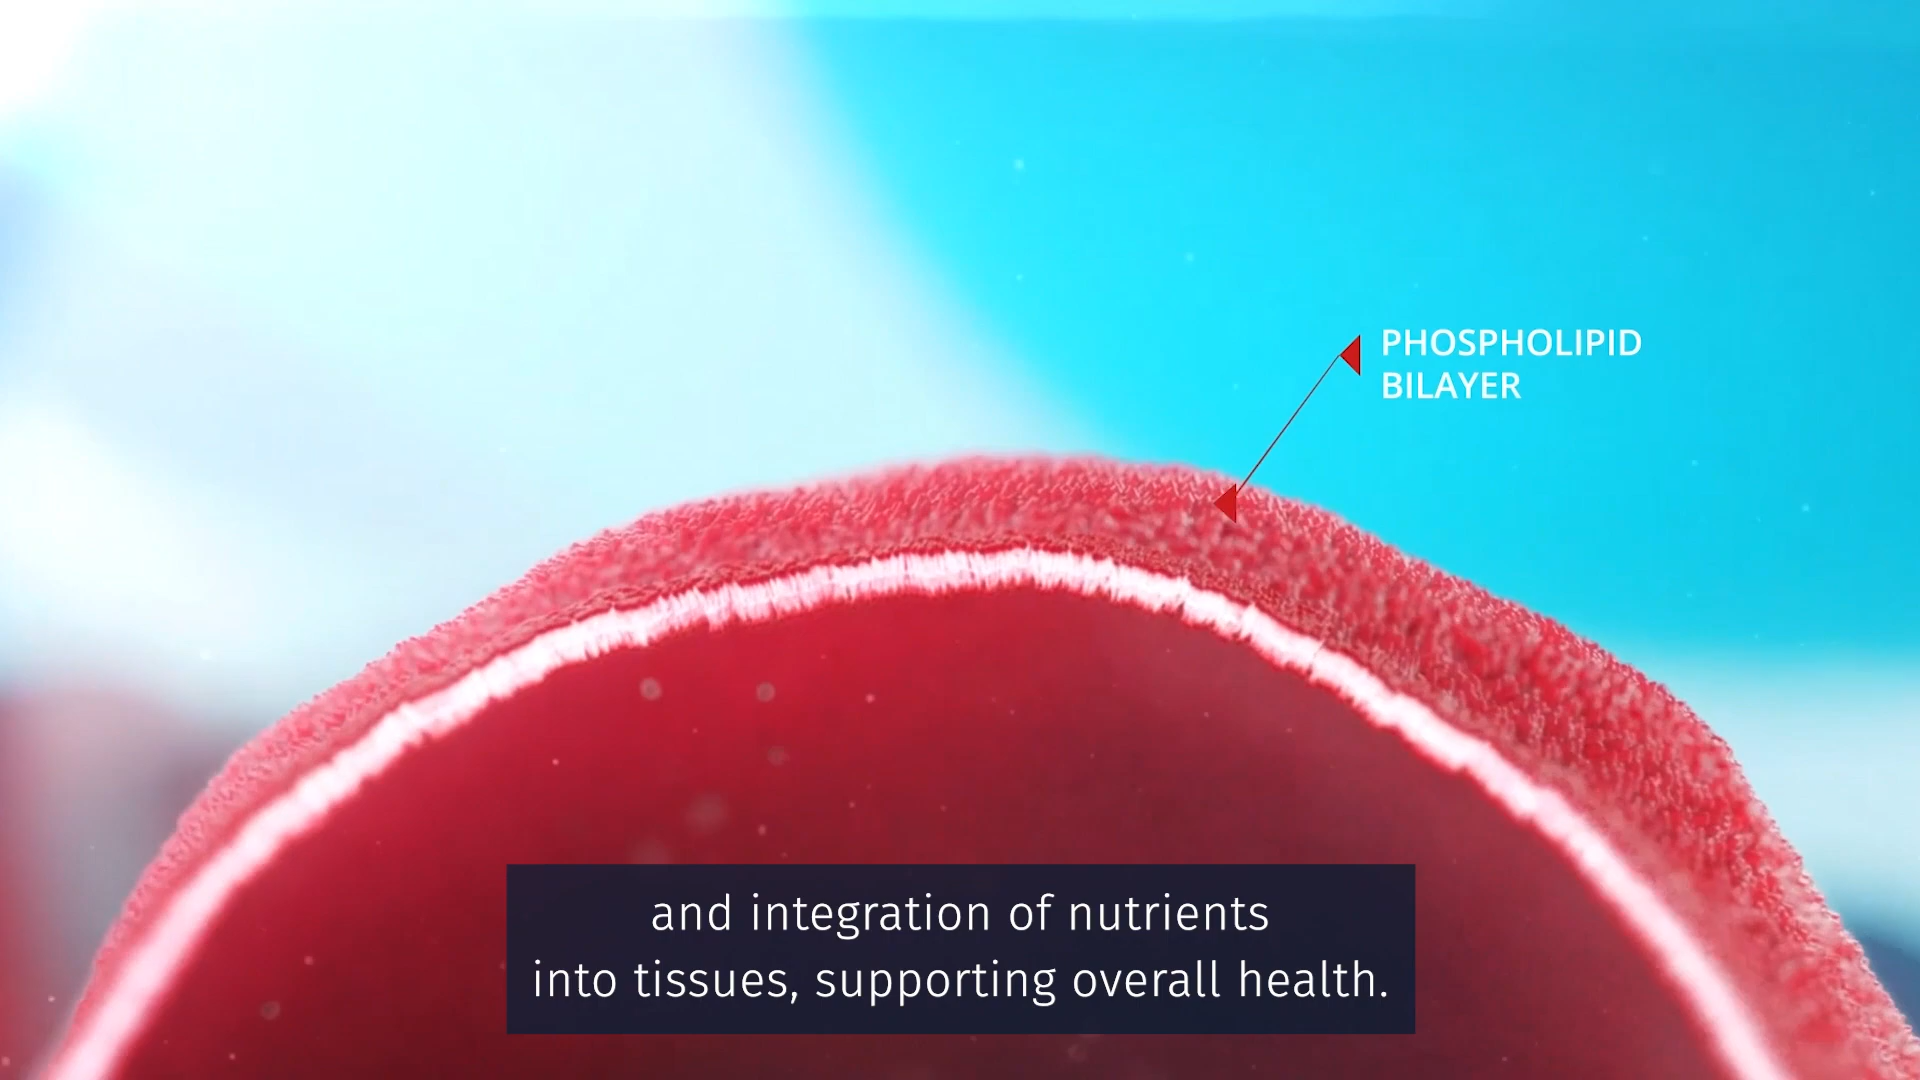 PHOSPHOLIPID
BILAYER
and integration of nutrients
into tissues, supporting overall health.